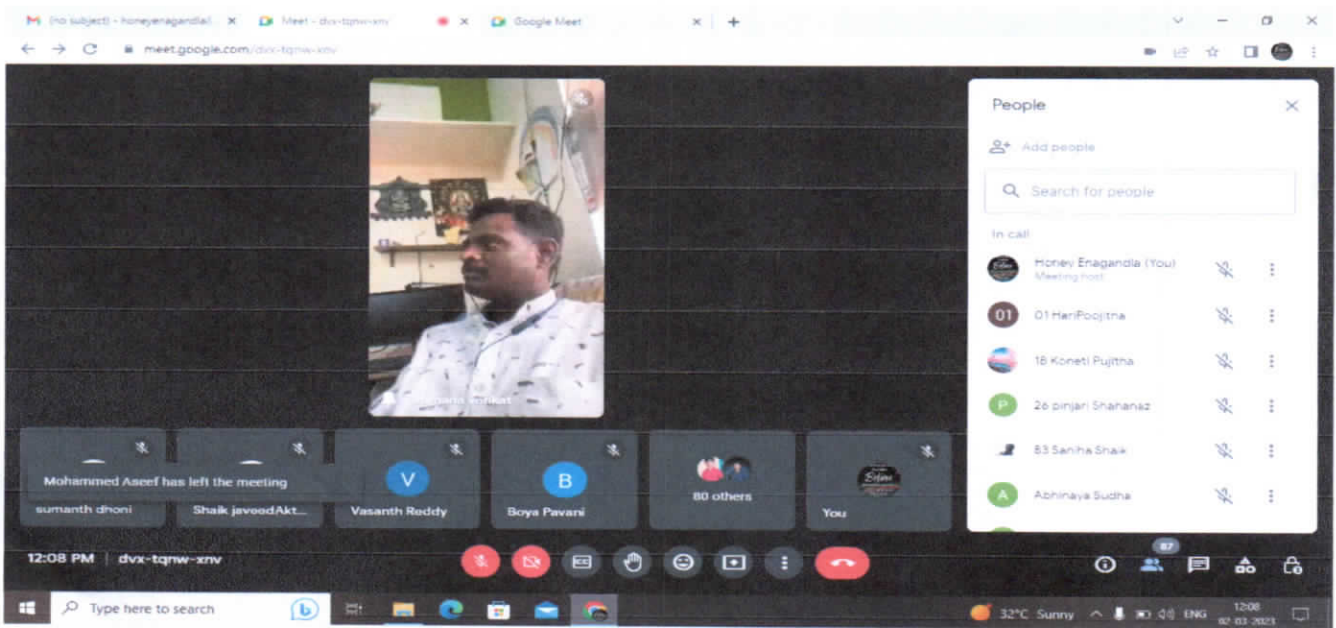 (no subject) - honeyenagandla
Meet - dvx-tqnw-xnv
Google Meet
meet.google.com/dvx-tqnw-xnv
People
Add people
Search for people
In call
Honey Enagandla (You)
Meeting host
01 01 HariPoojitha
18 Koneti Pujitha
P 26 pinjari Shahanaz
83 Saniha Shaik
A Abhinaya Sudha
venkat
Mohammed Aseef has left the meeting
sumanth dhoni
Shaik javeedAkt...
V
Vasanth Reddy
B
Boya Pavani
80 others
You
12:08 PM | dvx-tqnw-xnv
CC
87
Type here to search
b
32°C Sunny
ENG
12:08
02-03-2023